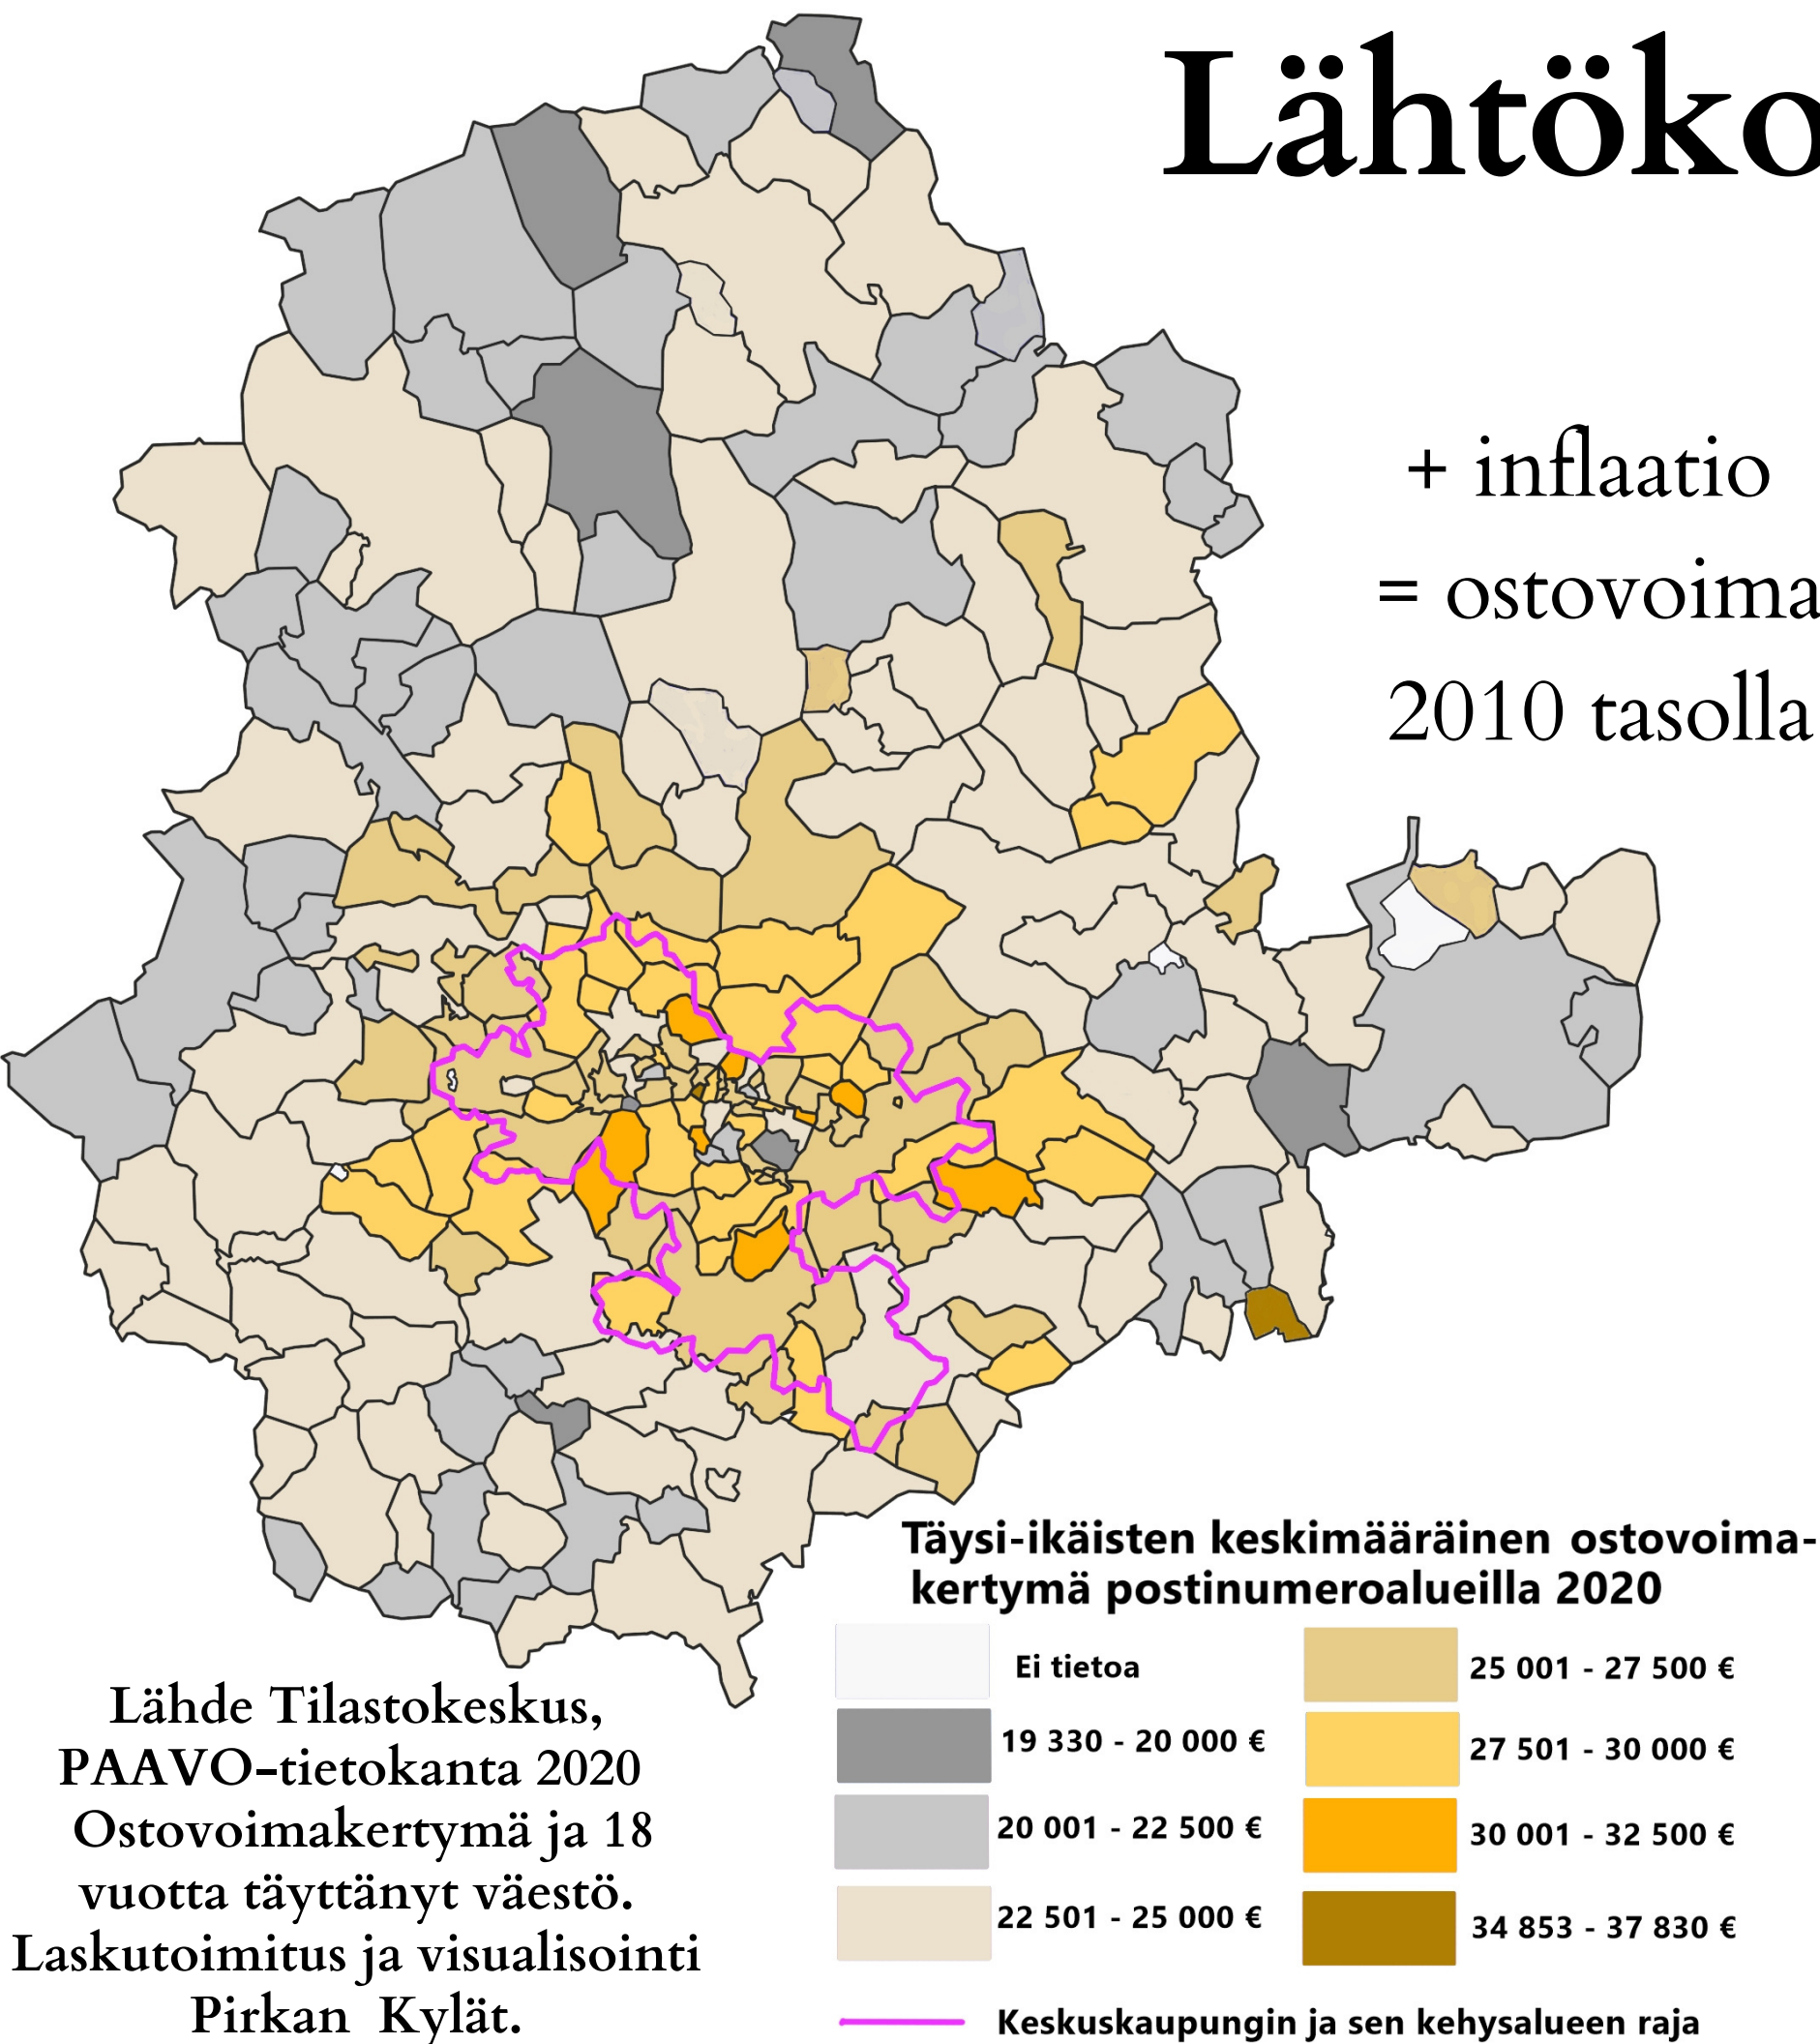 Lähtöko
+ inflaatio
= ostovoima
2010 tasolla
Täysi-ikäisten keskimääräinen ostovoima-
kertymä postinumeroalueilla 2020
Ei tietoa
19 330 - 20 000 €
20 001 - 22 500 €
22 501 - 25 000 €
25 001 - 27 500 €
27 501 - 30 000 €
30 001 - 32 500 €
34 853 - 37 830 €
Keskuskaupungin ja sen kehysalueen raja
Lähde Tilastokeskus,
PAAVO-tietokanta 2020
Ostovoimakertymä ja 18
vuotta täyttänyt väestö.
Laskutoimitus ja visualisointi
Pirkan Kylät.